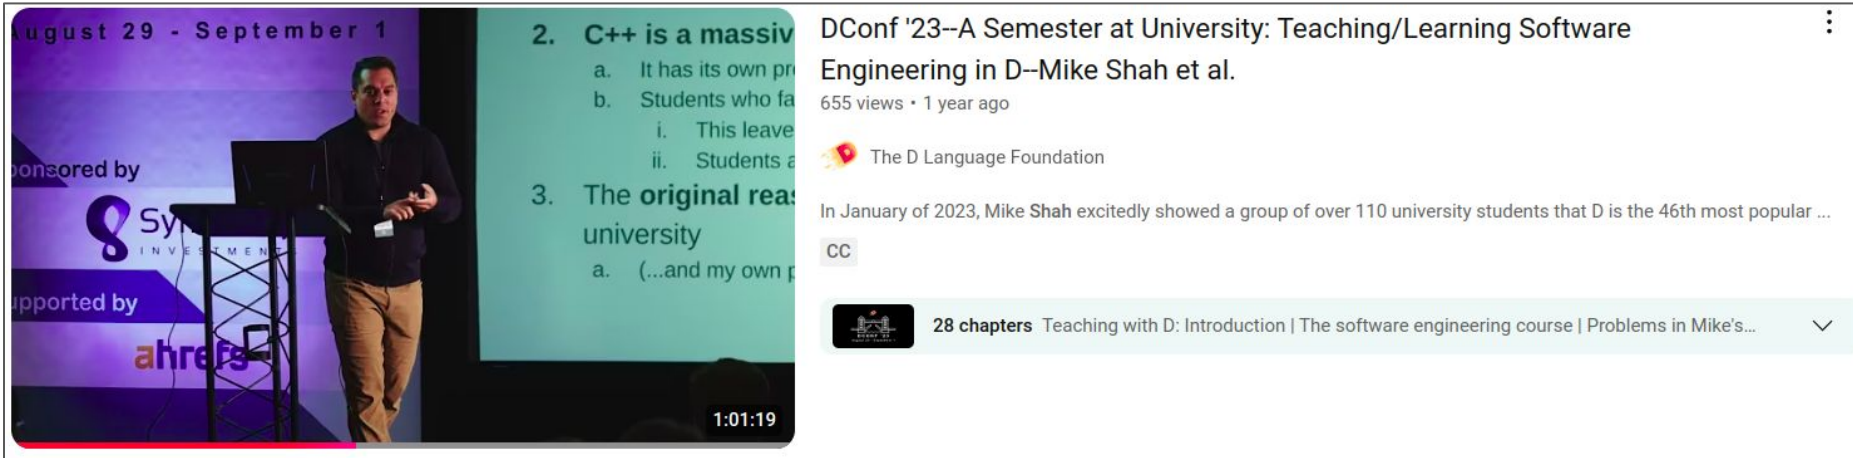 August 29 - September 1
2. C++ is a massiv
a. It has its own pr
b. Students who fa
i. This leave
ii. Students a
3. The original reas
university
a. (...and my own p
onsored by
Sy
INVESTMENT
upported by
ahrefs
1:01:19
DConf '23--A Semester at University: Teaching/Learning Software
Engineering in D--Mike Shah et al.
655 views • 1 year ago
D
The D Language Foundation
In January of 2023, Mike Shah excitedly showed a group of over 110 university students that D is the 46th most popular ...
CC
28 chapters Teaching with D: Introduction | The software engineering course | Problems in Mike's...